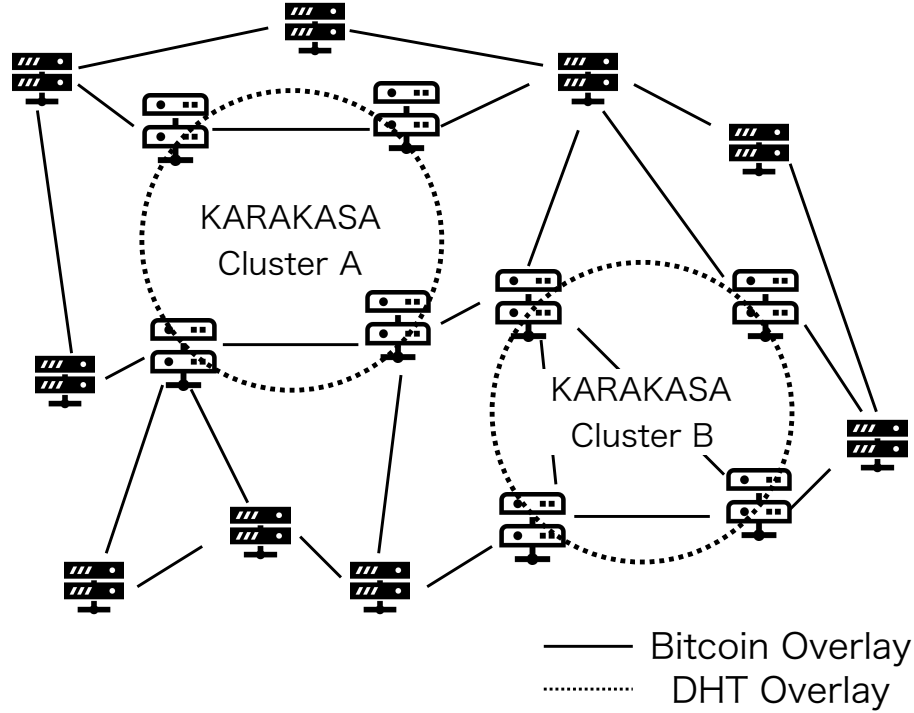 KARAKASA
Cluster A
KARAKASA
Cluster B
Bitcoin Overlay
DHT Overlay